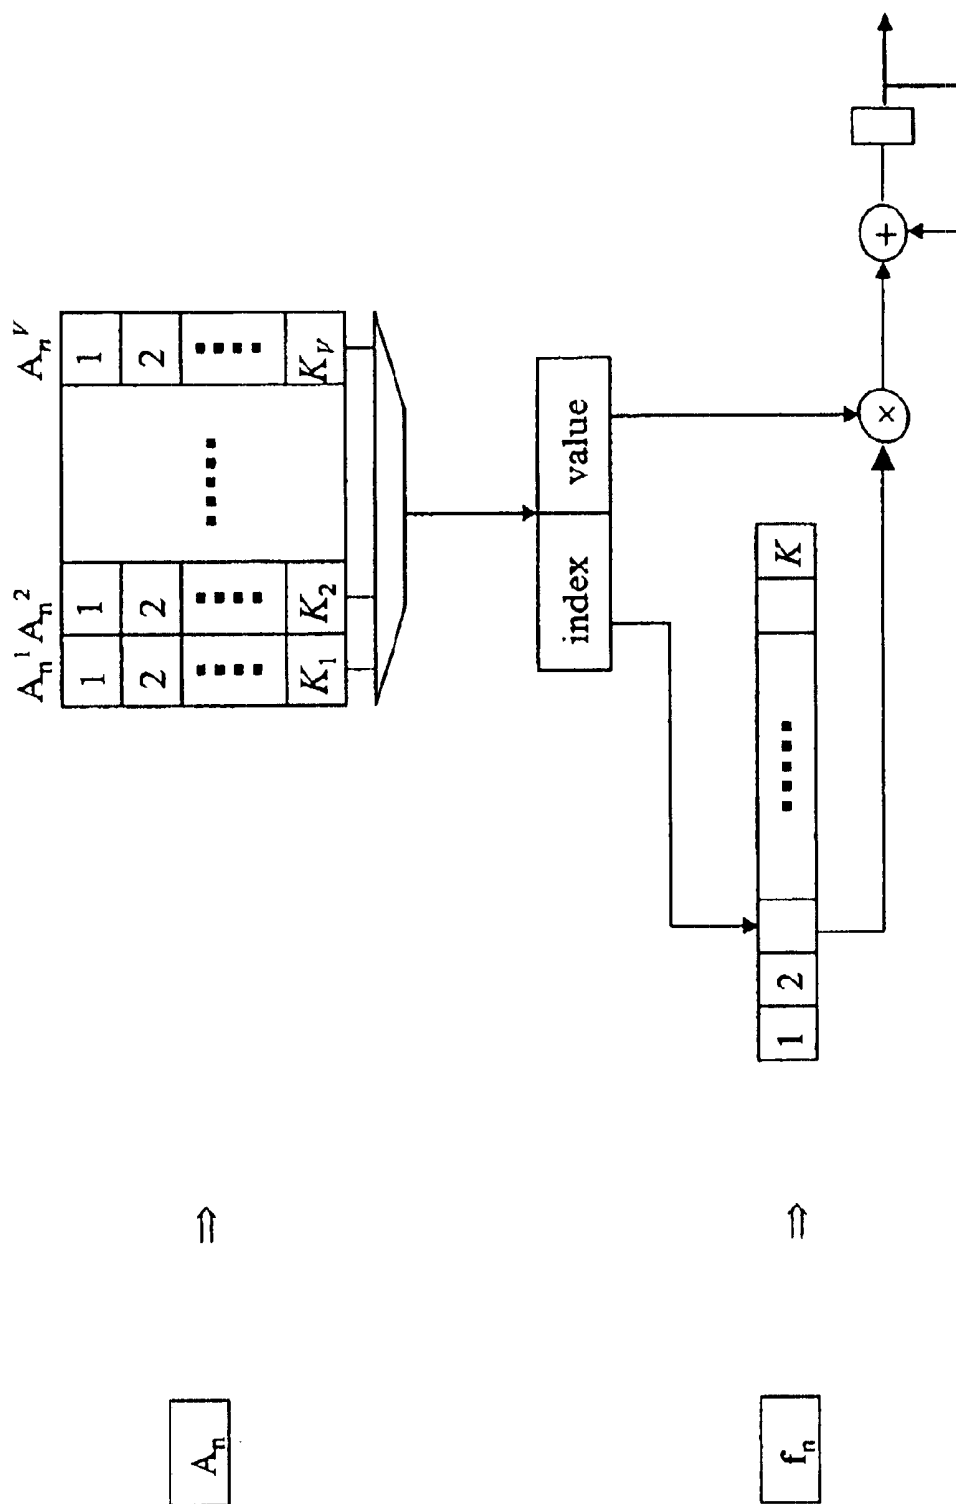 A_n ⇒
A_n^1 A_n^2 A_n^V
1 1 1
2 2 2
K_1 K_2 K_V
index value
f_n ⇒
1 2 K
×
+